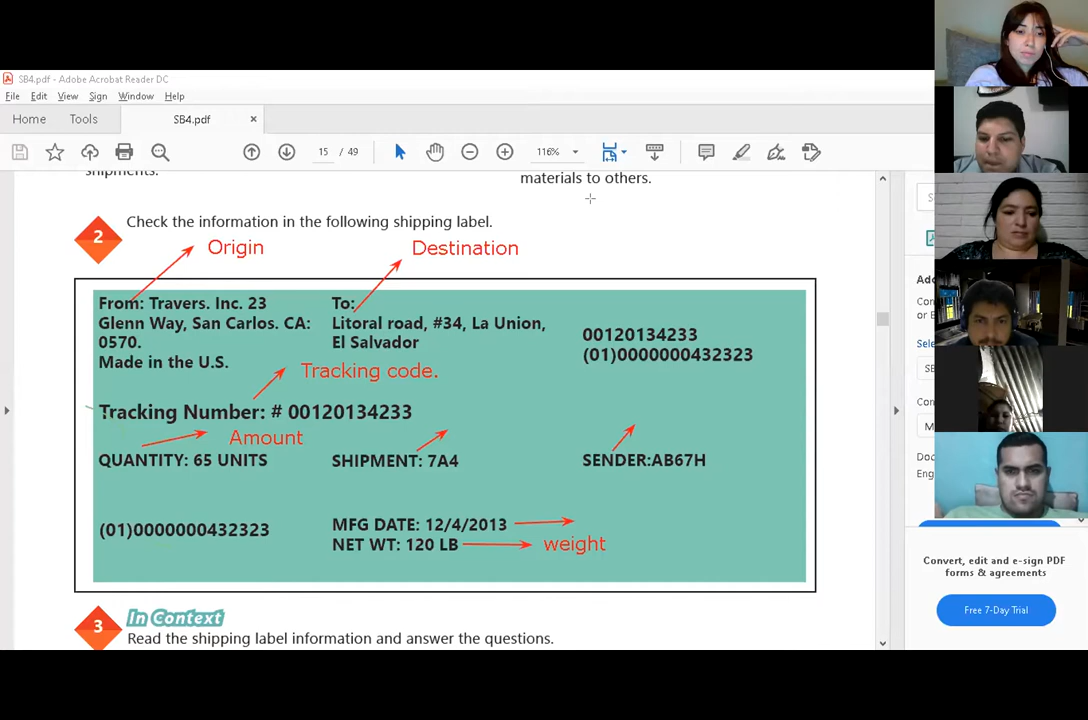 SB4.pdf - Adobe Acrobat Reader DC
File Edit View Sign Window Help
Home Tools SB4.pdf ×
15 / 49 116%
shipments.
materials to others.
2 Check the information in the following shipping label.
Origin
Destination
From: Travers. Inc. 23
Glenn Way, San Carlos. CA:
0570.
Made in the U.S.
To:
Litoral road, #34, La Union,
El Salvador
00120134233
(01)0000000432323
Tracking code.
Tracking Number: # 00120134233
Amount
QUANTITY: 65 UNITS
SHIPMENT: 7A4
SENDER:AB67H
(01)0000000432323
MFG DATE: 12/4/2013
NET WT: 120 LB
weight
3 In Context
Read the shipping label information and answer the questions.
Convert, edit and e-sign PDF
forms & agreements
Free 7-Day Trial